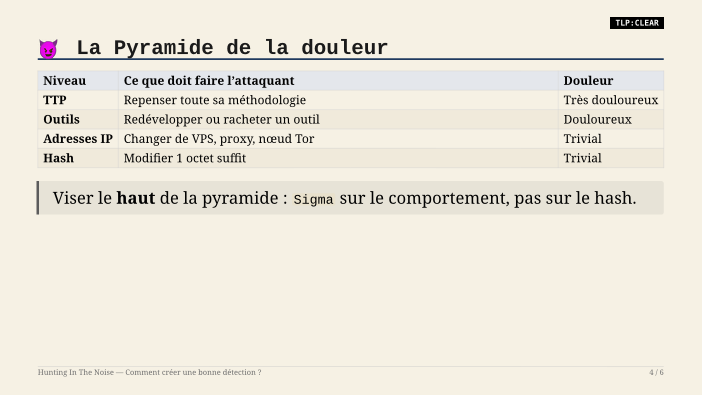 TLP:CLEAR
😈 La Pyramide de la douleur
Niveau Ce que doit faire l’attaquant Douleur
TTP Repenser toute sa méthodologie Très douloureux
Outils Redévelopper ou racheter un outil Douloureux
Adresses IP Changer de VPS, proxy, nœud Tor Trivial
Hash Modifier 1 octet suffit Trivial
Viser le haut de la pyramide : Sigma sur le comportement, pas sur le hash.
Hunting In The Noise — Comment créer une bonne détection ? 4 / 6